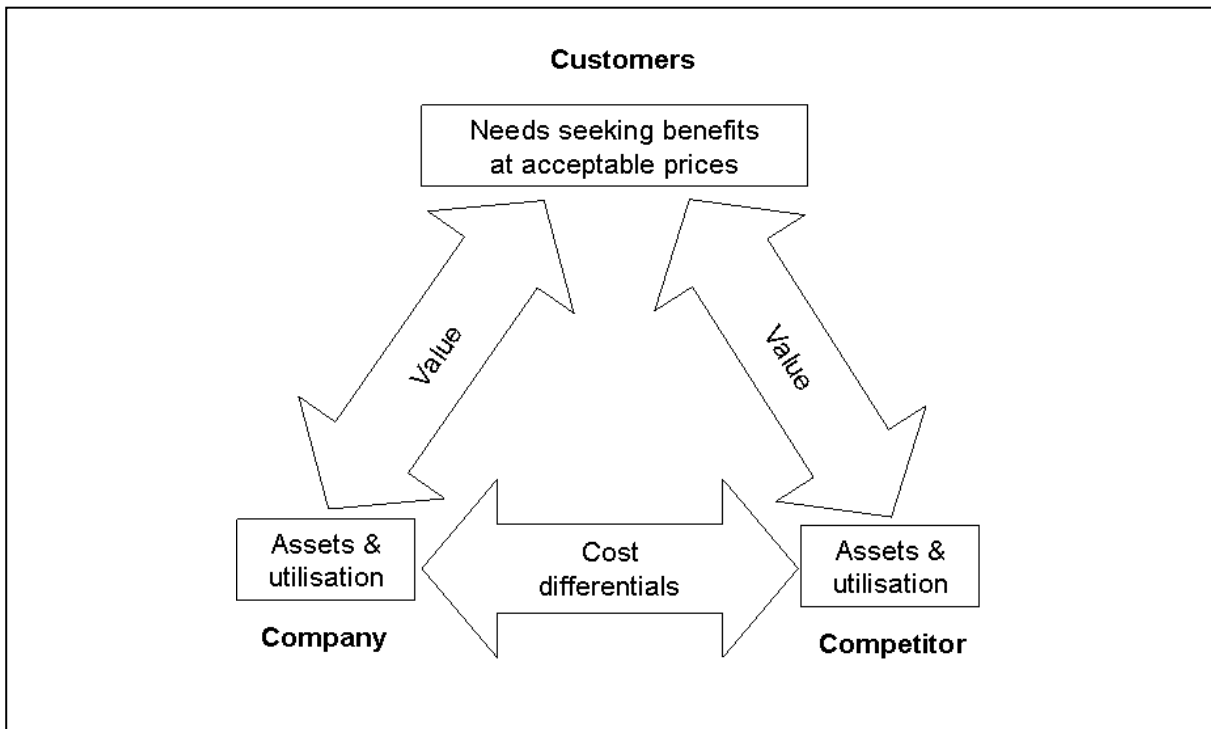 Customers
Needs seeking benefits
at acceptable prices
Value
Value
Assets &
utilisation
Cost
differentials
Assets &
utilisation
Company
Competitor